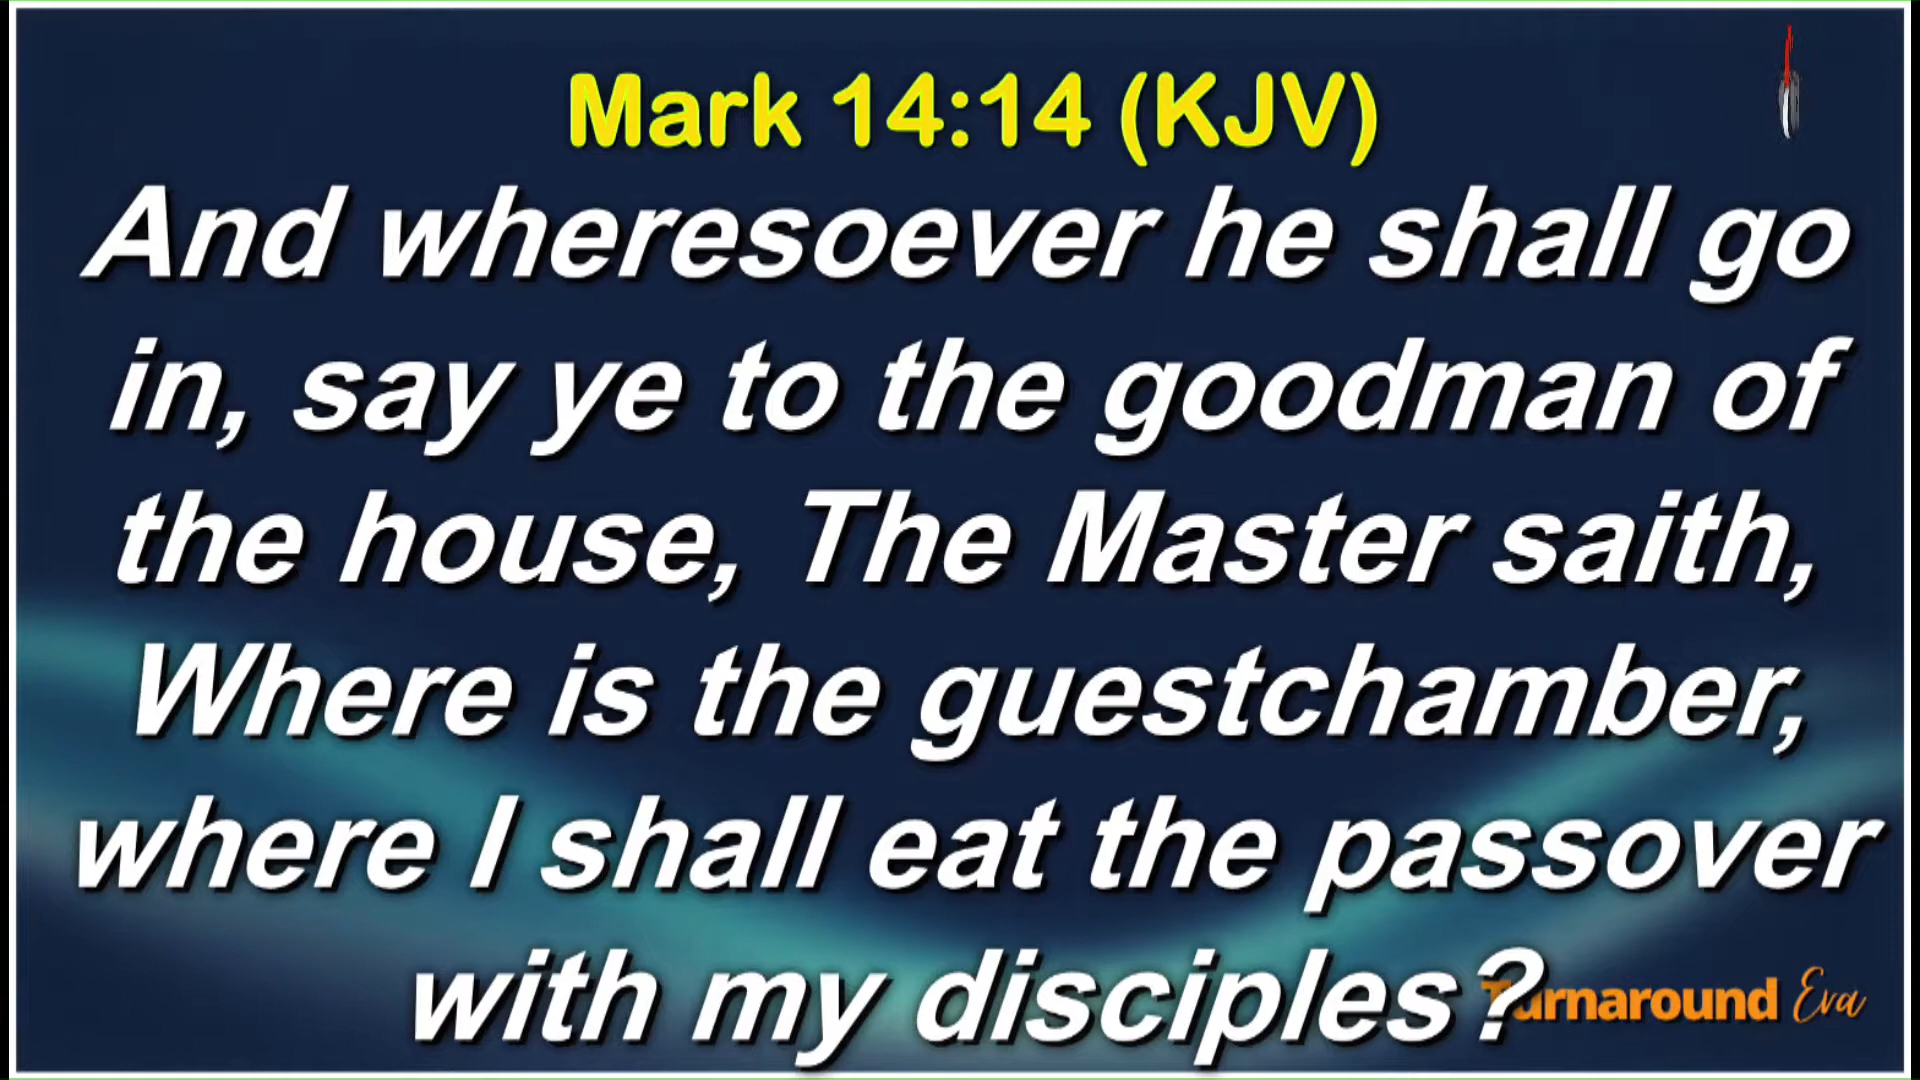 Mark 14:14 (KJV)
And wheresoever he shall go
in, say ye to the goodman of
the house, The Master saith,
Where is the guestchamber,
where I shall eat the passover
with my disciples?
Turnaround Eva